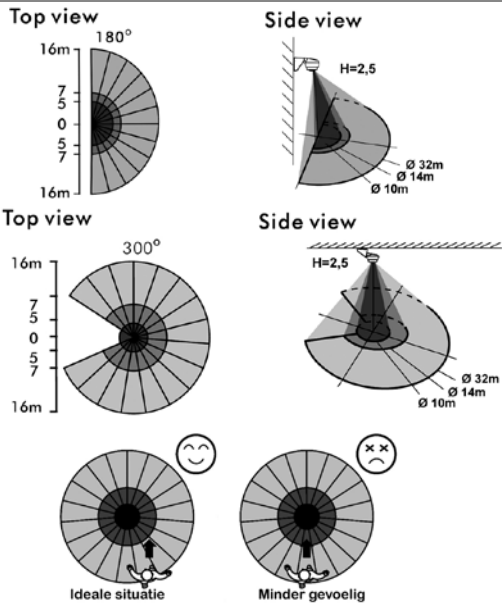 Top view
180°
16m
7
5
0
5
7
16m
Side view
H=2,5
Ø 32m
Ø 14m
Ø 10m
Top view
300°
16m
7
5
0
5
7
16m
Side view
H=2,5
Ø 32m
Ø 14m
Ø 10m
Ideale situatie
Minder gevoelig